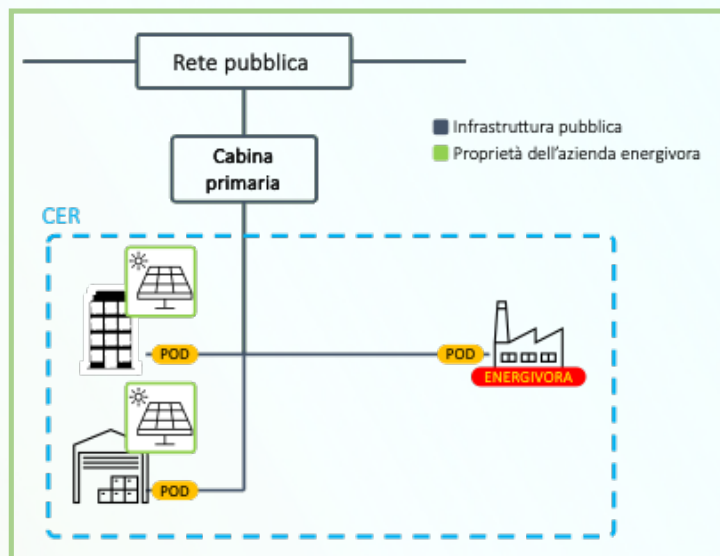 Rete pubblica
Infrastruttura pubblica
Proprietà dell'azienda energivora
Cabina
primaria
CER
POD
POD
ENERGIVORA
POD